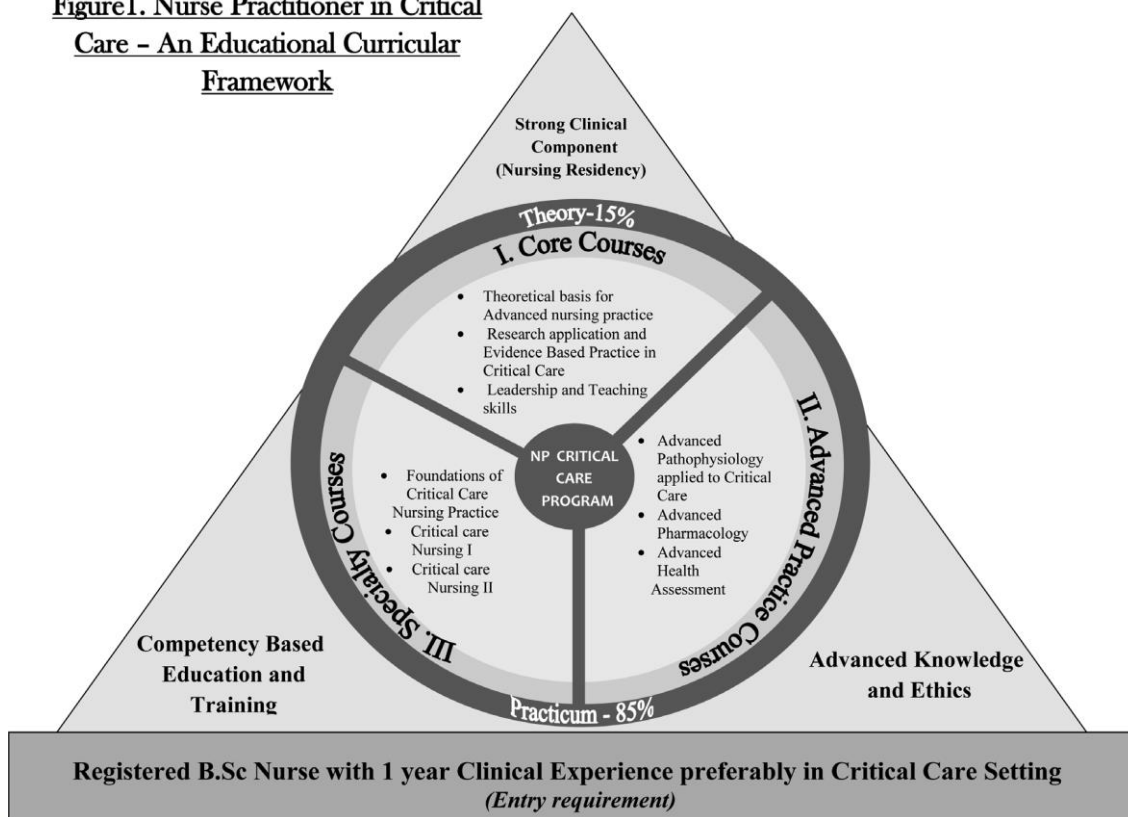 Figure1. Nurse Practitioner in Critical
Care – An Educational Curricular
Framework
Strong Clinical
Component
(Nursing Residency)
Theory-15%
I. Core Courses
• Theoretical basis for
Advanced nursing practice
• Research application and
Evidence Based Practice in
Critical Care
• Leadership and Teaching
skills
NP CRITICAL
CARE
PROGRAM
II. Advanced Practice Courses
• Advanced
Pathophysiology
applied to Critical
Care
• Advanced
Pharmacology
• Advanced
Health
Assessment
III. Specialty Courses
• Foundations of
Critical Care
Nursing Practice
• Critical care
Nursing I
• Critical care
Nursing II
Practicum - 85%
Competency Based
Education and
Training
Advanced Knowledge
and Ethics
Registered B.Sc Nurse with 1 year Clinical Experience preferably in Critical Care Setting
(Entry requirement)